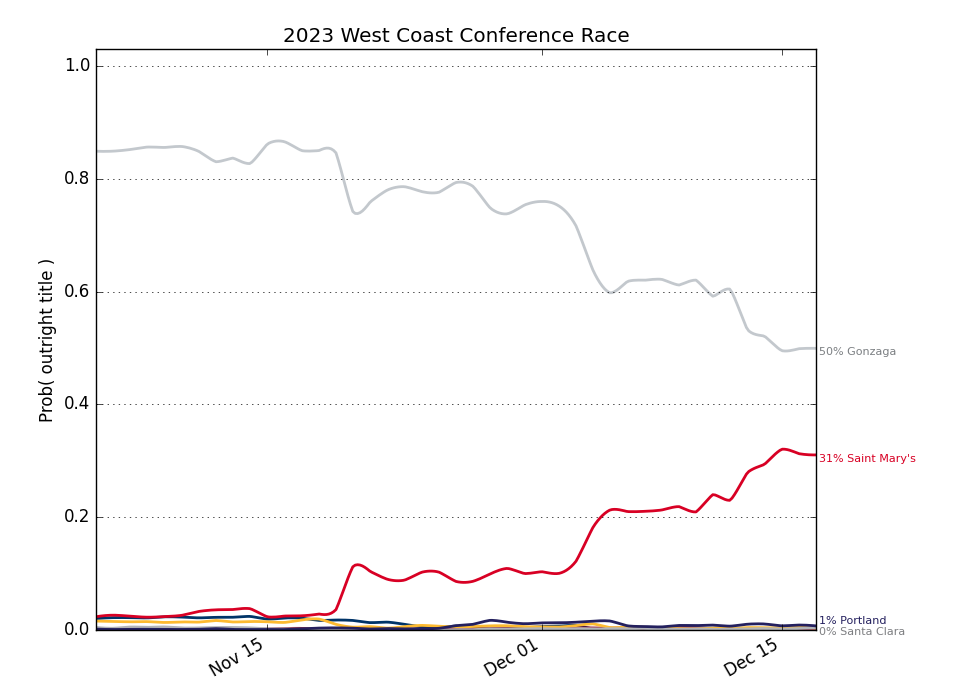 2023 West Coast Conference Race
1.0
0.8
0.6
0.4
0.2
0.0
Prob( outright title )
50% Gonzaga
31% Saint Mary's
1% Portland
0% Santa Clara
Nov 15
Dec 01
Dec 15